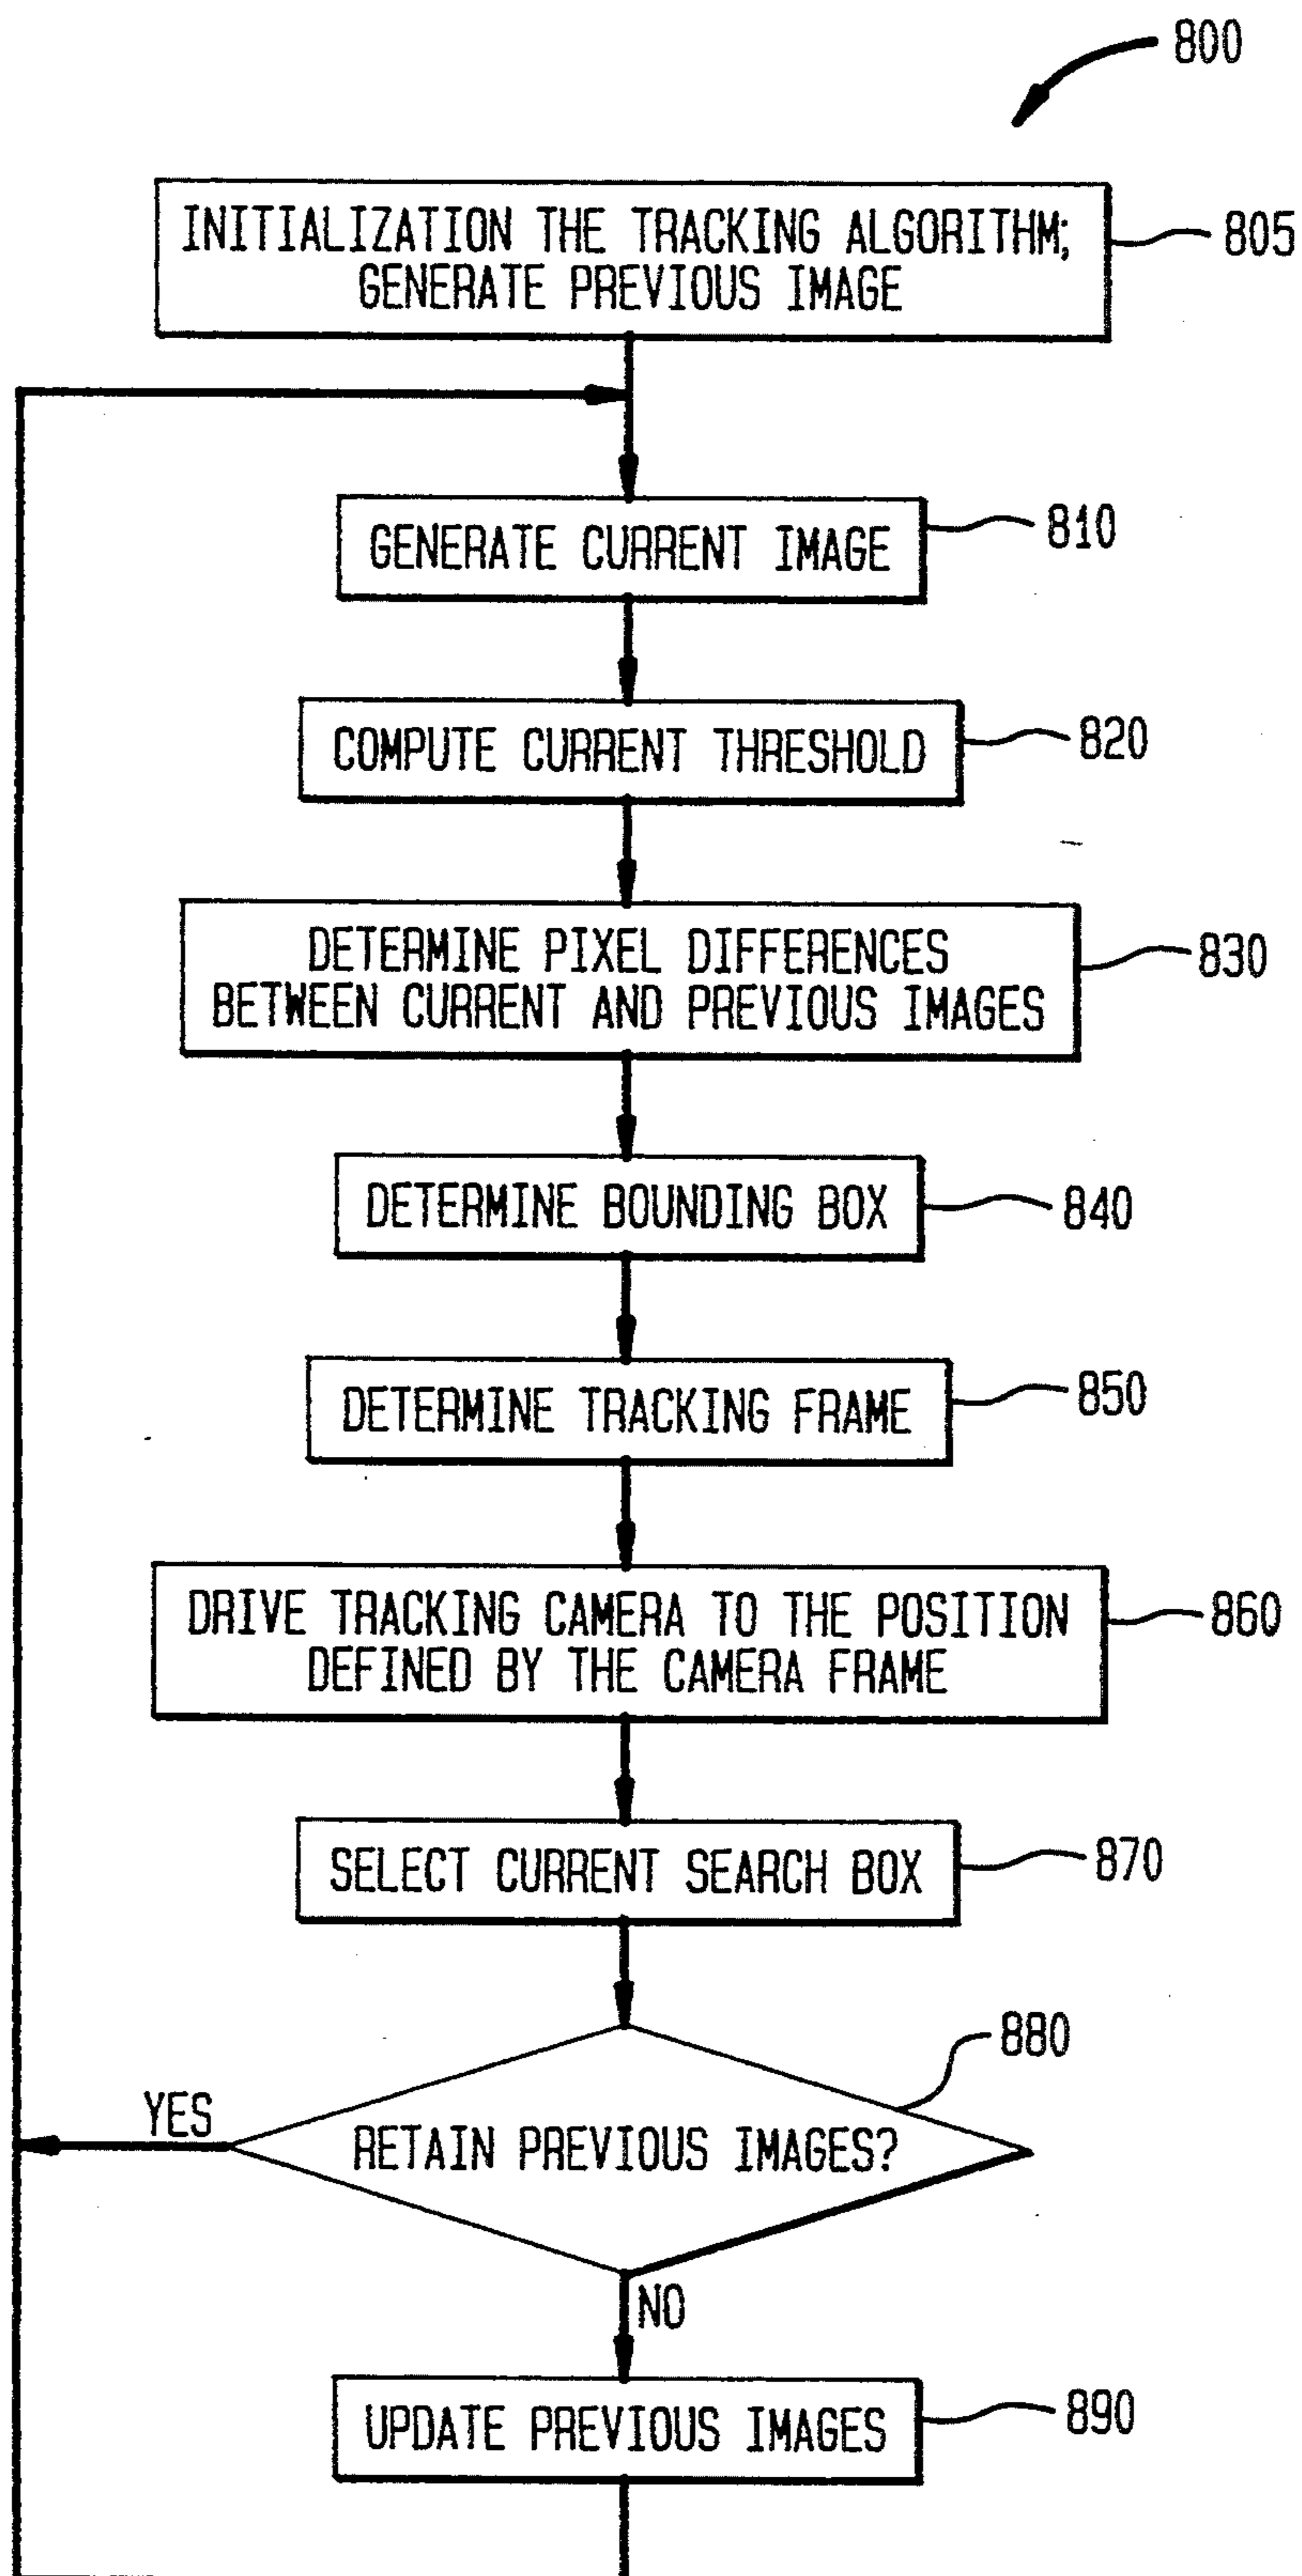 800
INITIALIZATION THE TRACKING ALGORITHM;
GENERATE PREVIOUS IMAGE
805
GENERATE CURRENT IMAGE
810
COMPUTE CURRENT THRESHOLD
820
DETERMINE PIXEL DIFFERENCES
BETWEEN CURRENT AND PREVIOUS IMAGES
830
DETERMINE BOUNDING BOX
840
DETERMINE TRACKING FRAME
850
DRIVE TRACKING CAMERA TO THE POSITION
DEFINED BY THE CAMERA FRAME
860
SELECT CURRENT SEARCH BOX
870
880
YES
RETAIN PREVIOUS IMAGES?
NO
UPDATE PREVIOUS IMAGES
890